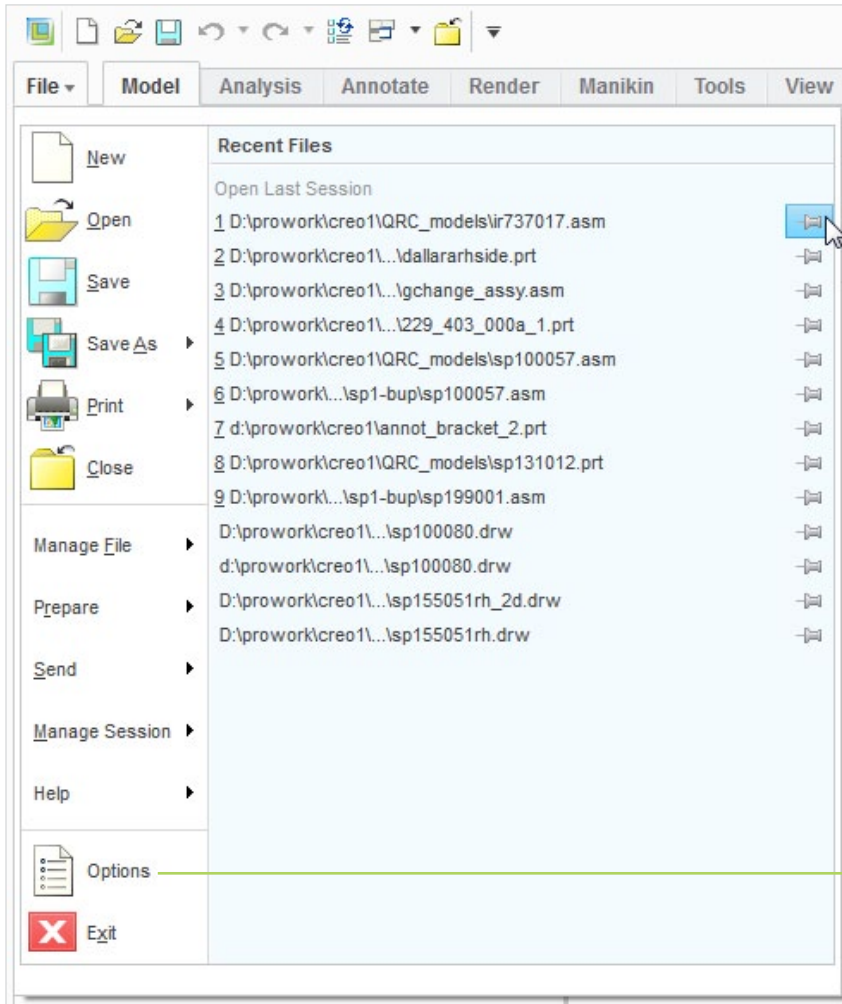 File Model Analysis Annotate Render Manikin Tools View
New
Open
Save
Save As
Print
Close
Manage File
Prepare
Send
Manage Session
Help
Options
Exit
Recent Files
Open Last Session
1 D:\prowork\creo1\QRC_models\ir737017.asm
2 D:\prowork\creo1\...\dallararhside.prt
3 D:\prowork\creo1\...\gchange_assy.asm
4 D:\prowork\creo1\...\229_403_000a_1.prt
5 D:\prowork\creo1\QRC_models\sp100057.asm
6 D:\prowork\...\sp1-bup\sp100057.asm
7 d:\prowork\creo1\annot_bracket_2.prt
8 D:\prowork\creo1\QRC_models\sp131012.prt
9 D:\prowork\...\sp1-bup\sp199001.asm
D:\prowork\creo1\...\sp100080.drw
d:\prowork\creo1\...\sp100080.drw
D:\prowork\creo1\...\sp155051rh_2d.drw
D:\prowork\creo1\...\sp155051rh.drw